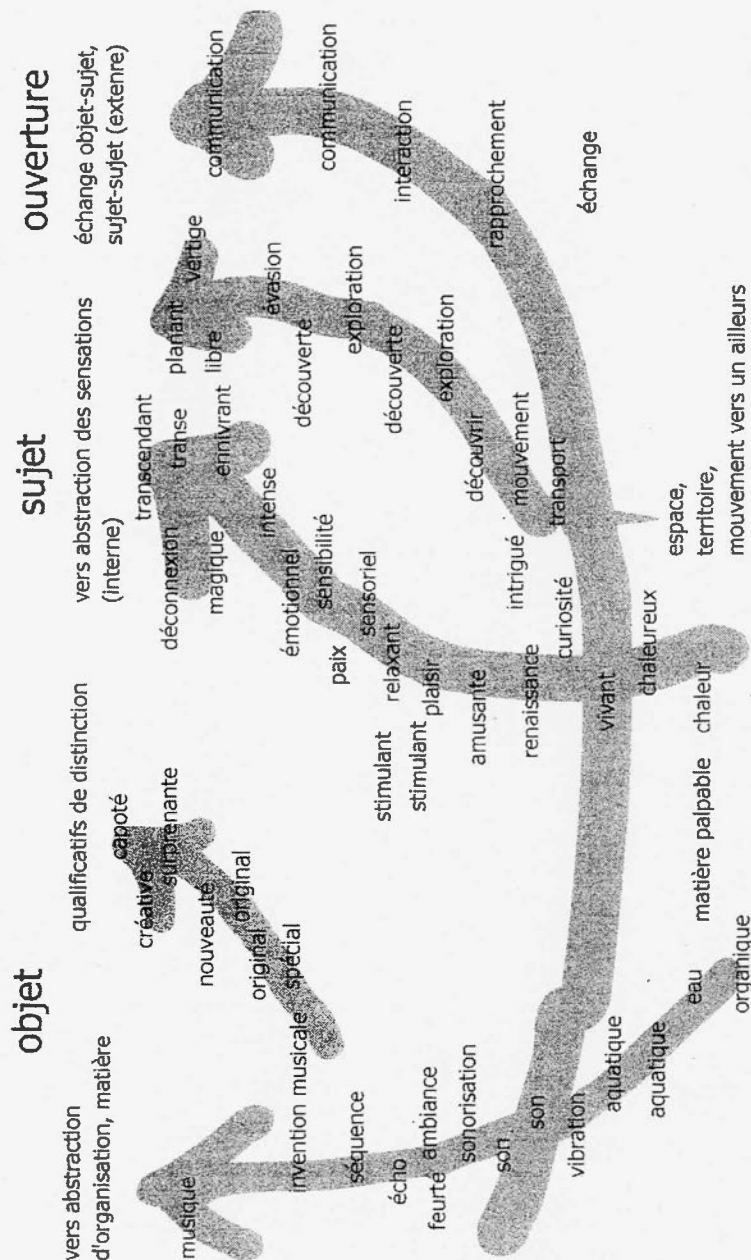 objet
sujet
ouverture
vers abstraction
d'organisation, matière
qualificatifs de distinction
vers abstraction des sensations
(interne)
échange objet-sujet,
sujet-sujet (extenre)
musique
invention musicale
séquence
écho
feurté
ambiance
sonorisation
son
son
vibration
aquatique
aquatique
eau
organique
capoté
créative
surprenante
nouveauté
original
original
spécial
transcendant
déconnexion
transe
magique
ennivrant
intense
émotionnel
sensibilité
paix
sensoriel
relaxant
stimulant
plaisir
stimulant
amusante
renaissance
vivant
chaleureux
matière palpable
chaleur
intrigué
curiosité
vertige
planant
libre
évasion
découverte
exploration
découverte
exploration
découvrir
mouvement
transport
espace,
territoire,
mouvement vers un ailleurs
communication
communication
interaction
rapprochement
échange